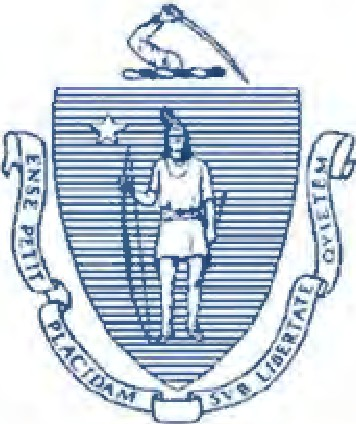 ENSE PETIT
PLACIDAM
SVB LIBERTATE
QVIETEM